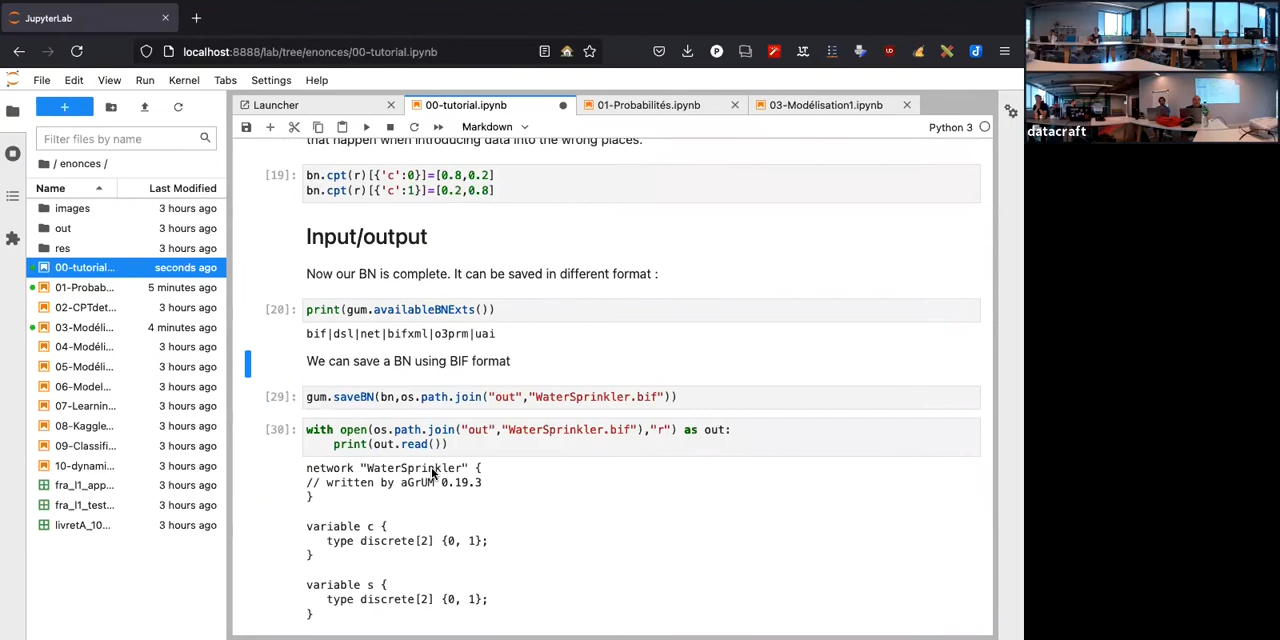 JupyterLab
localhost:8888/lab/tree/enonces/00-tutorial.ipynb
File Edit View Run Kernel Tabs Settings Help
Launcher
00-tutorial.ipynb
01-Probabilités.ipynb
03-Modélisation1.ipynb
Markdown
Python 3
Filter files by name
/ enonces /
Name Last Modified
images 3 hours ago
out 3 hours ago
res 3 hours ago
00-tutorial... seconds ago
01-Probab... 5 minutes ago
02-CPTdet... 3 hours ago
03-Modéli... 4 minutes ago
04-Modéli... 3 hours ago
05-Modéli... 3 hours ago
06-Model... 3 hours ago
07-Learnin... 3 hours ago
08-Kaggle... 3 hours ago
09-Classifi... 3 hours ago
10-dynami... 3 hours ago
fra_l1_app... 3 hours ago
fra_l1_test... 3 hours ago
livretA_10... 3 hours ago
that happen when introducing data into the wrong places.
[19]: bn.cpt(r)[{'c':0}]=[0.8,0.2]
bn.cpt(r)[{'c':1}]=[0.2,0.8]
Input/output
Now our BN is complete. It can be saved in different format :
[20]: print(gum.availableBNExts())
bif|dsl|net|bifxml|o3prm|uai
We can save a BN using BIF format
[29]: gum.saveBN(bn,os.path.join("out","WaterSprinkler.bif"))
[30]: with open(os.path.join("out","WaterSprinkler.bif"),"r") as out:
print(out.read())
network "WaterSprinkler" {
// written by aGrUM 0.19.3
}
variable c {
type discrete[2] {0, 1};
}
variable s {
type discrete[2] {0, 1};
}
datacraft